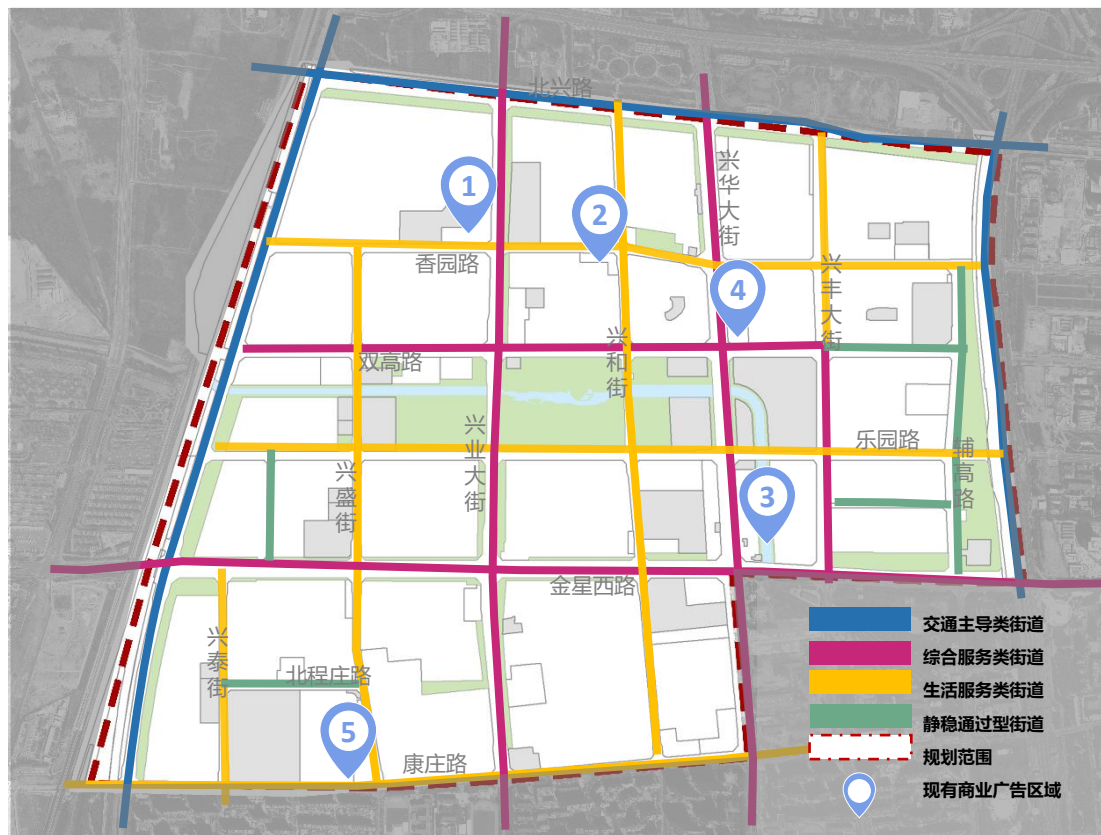 北兴路
兴华大街
1
2
香园路
兴丰大街
4
双高路
兴和街
兴业大街
乐园路
辅高路
兴盛街
3
金星西路
兴泰街
北程庄路
5
康庄路
交通主导类街道
综合服务类街道
生活服务类街道
静稳通过型街道
规划范围
现有商业广告区域